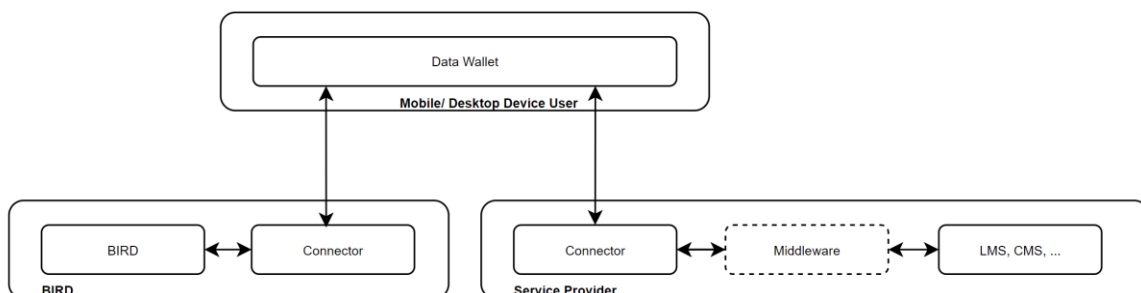 Data Wallet
Mobile/ Desktop Device User
BIRD
Connector
Connector
Middleware
LMS, CMS, ...
BIRD
Service Provider